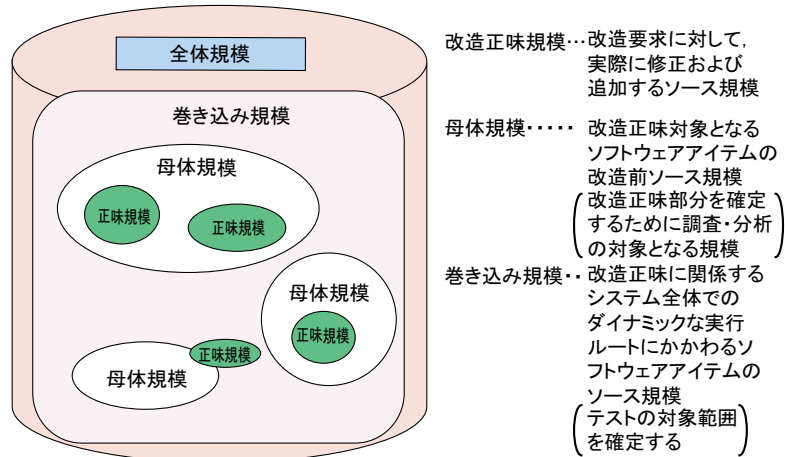 全体規模
巻き込み規模
母体規模
正味規模
正味規模
母体規模
正味規模
正味規模
母体規模
改造正味規模…改造要求に対して,
実際に修正および
追加するソース規模
母体規模‥‥‥ 改造正味対象となる
ソフトウェアアイテムの
改造前ソース規模
(改造正味部分を確定
するために調査・分析
の対象となる規模)
巻き込み規模‥ 改造正味に関係する
システム全体での
ダイナミックな実行
ルートにかかわるソ
フトウェアアイテムの
ソース規模
(テストの対象範囲
を確定する)